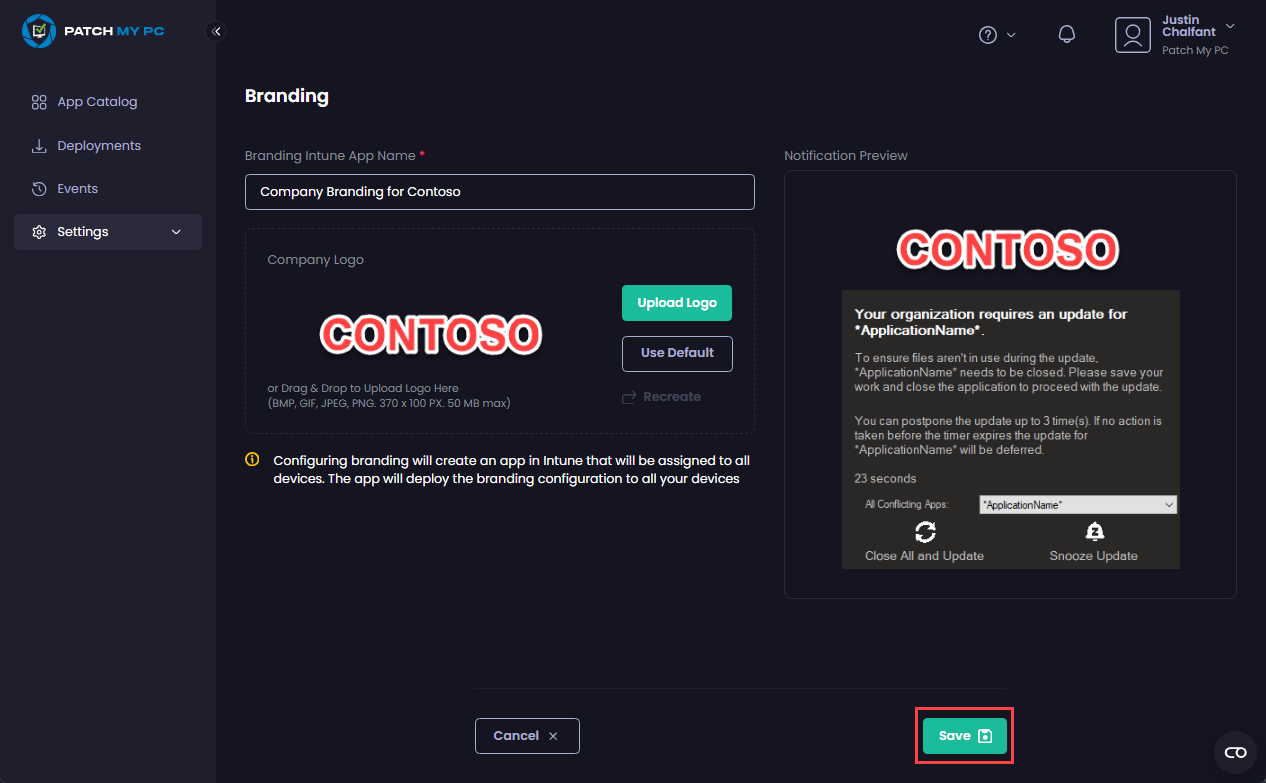 PATCH MY PC
Justin
Chalfant
Patch My PC
App Catalog
Deployments
Events
Settings
Branding
Branding Intune App Name *
Company Branding for Contoso
Company Logo
CONTOSO
Upload Logo
Use Default
Recreate
or Drag & Drop to Upload Logo Here
(BMP, GIF, JPEG, PNG. 370 x 100 PX. 50 MB max)
Configuring branding will create an app in Intune that will be assigned to all
devices. The app will deploy the branding configuration to all your devices
Notification Preview
CONTOSO
Your organization requires an update for
*ApplicationName*.
To ensure files aren't in use during the update,
*ApplicationName* needs to be closed. Please save your
work and close the application to proceed with the update.
You can postpone the update up to 3 time(s). If no action is
taken before the timer expires the update for
*ApplicationName* will be deferred.
23 seconds
All Conflicting Apps:
*ApplicationName*
Close All and Update
Snooze Update
Cancel
Save